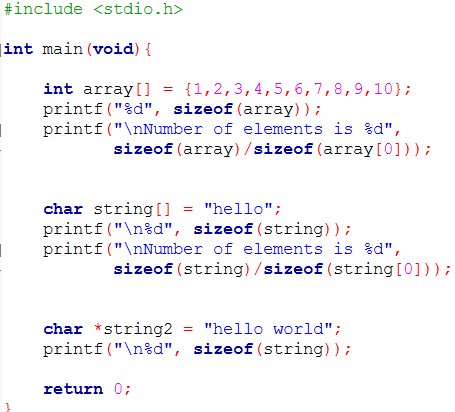 #include <stdio.h>
int main(void){
int array[] = {1,2,3,4,5,6,7,8,9,10};
printf("%d", sizeof(array));
printf("\nNumber of elements is %d",
sizeof(array)/sizeof(array[0]));
char string[] = "hello";
printf("\n%d", sizeof(string));
printf("\nNumber of elements is %d",
sizeof(string)/sizeof(string[0]));
char *string2 = "hello world";
printf("\n%d", sizeof(string));
return 0;
}